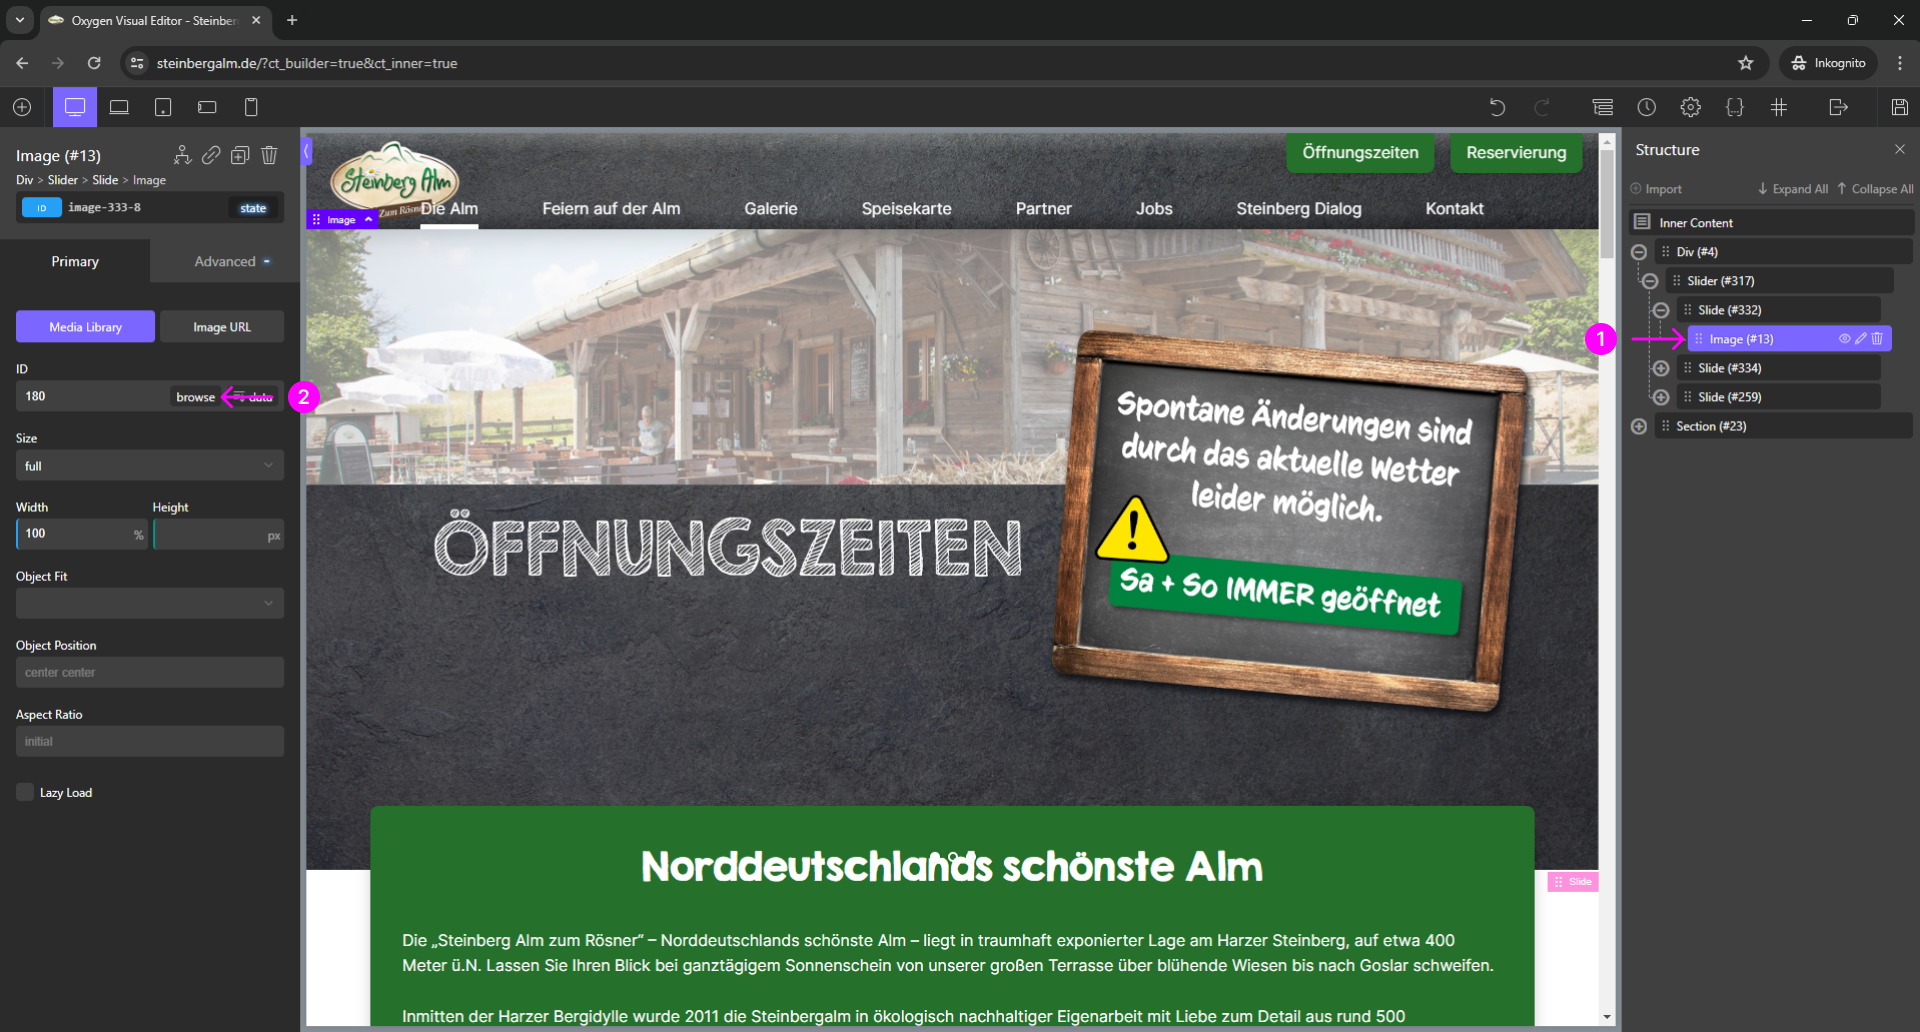 Oxygen Visual Editor - Steinber
steinbergalm.de/?ct_builder=true&ct_inner=true
Inkognito
Image (#13)
Div > Slider > Slide > Image
ID image-333-8 state
Primary Advanced
Media Library Image URL
ID
180 browse data
2
Size
full
Width Height
100 % px
Object Fit
Object Position
center center
Aspect Ratio
initial
Lazy Load
Steinberg Alm
Zum Rösner
Öffnungszeiten Reservierung
Image
Die Alm Feiern auf der Alm Galerie Speisekarte Partner Jobs Steinberg Dialog Kontakt
Spontane Änderungen sind
durch das aktuelle Wetter
leider möglich.
Sa + So IMMER geöffnet
ÖFFNUNGSZEITEN
Norddeutschlands schönste Alm
Slide
Die „Steinberg Alm zum Rösner“ – Norddeutschlands schönste Alm – liegt in traumhaft exponierter Lage am Harzer Steinberg, auf etwa 400
Meter ü.N. Lassen Sie Ihren Blick bei ganztägigem Sonnenschein von unserer großen Terrasse über blühende Wiesen bis nach Goslar schweifen.
Inmitten der Harzer Bergidylle wurde 2011 die Steinbergalm in ökologisch nachhaltiger Eigenarbeit mit Liebe zum Detail aus rund 500
Structure
Import Expand All Collapse All
Inner Content
Div (#4)
Slider (#317)
Slide (#332)
1
Image (#13)
Slide (#334)
Slide (#259)
Section (#23)